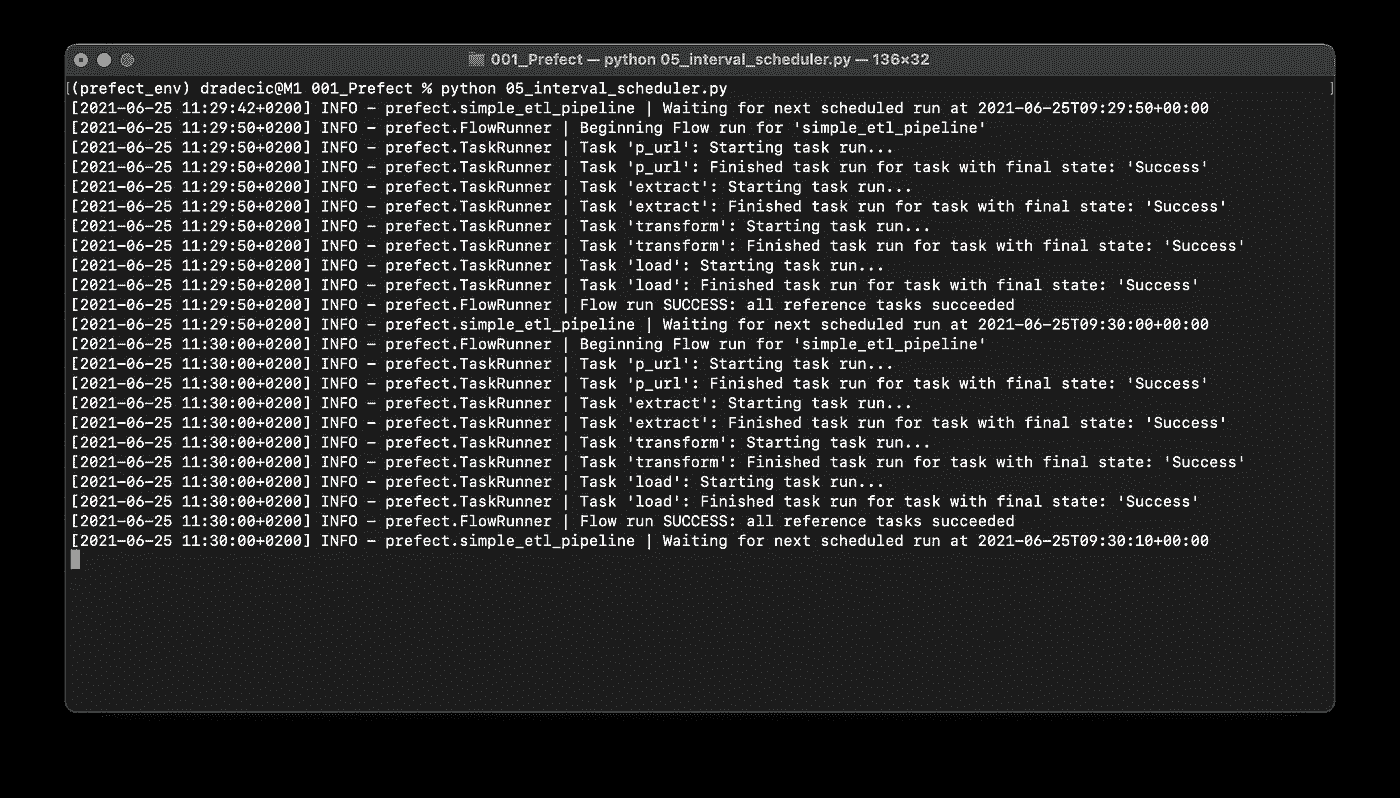 001_Prefect — python 05_interval_scheduler.py — 136×32
[(prefect_env) dradecic@M1 001_Prefect % python 05_interval_scheduler.py ]
[2021-06-25 11:29:42+0200] INFO - prefect.simple_etl_pipeline | Waiting for next scheduled run at 2021-06-25T09:29:50+00:00
[2021-06-25 11:29:50+0200] INFO - prefect.FlowRunner | Beginning Flow run for 'simple_etl_pipeline'
[2021-06-25 11:29:50+0200] INFO - prefect.TaskRunner | Task 'p_url': Starting task run...
[2021-06-25 11:29:50+0200] INFO - prefect.TaskRunner | Task 'p_url': Finished task run for task with final state: 'Success'
[2021-06-25 11:29:50+0200] INFO - prefect.TaskRunner | Task 'extract': Starting task run...
[2021-06-25 11:29:50+0200] INFO - prefect.TaskRunner | Task 'extract': Finished task run for task with final state: 'Success'
[2021-06-25 11:29:50+0200] INFO - prefect.TaskRunner | Task 'transform': Starting task run...
[2021-06-25 11:29:50+0200] INFO - prefect.TaskRunner | Task 'transform': Finished task run for task with final state: 'Success'
[2021-06-25 11:29:50+0200] INFO - prefect.TaskRunner | Task 'load': Starting task run...
[2021-06-25 11:29:50+0200] INFO - prefect.TaskRunner | Task 'load': Finished task run for task with final state: 'Success'
[2021-06-25 11:29:50+0200] INFO - prefect.FlowRunner | Flow run SUCCESS: all reference tasks succeeded
[2021-06-25 11:29:50+0200] INFO - prefect.simple_etl_pipeline | Waiting for next scheduled run at 2021-06-25T09:30:00+00:00
[2021-06-25 11:30:00+0200] INFO - prefect.FlowRunner | Beginning Flow run for 'simple_etl_pipeline'
[2021-06-25 11:30:00+0200] INFO - prefect.TaskRunner | Task 'p_url': Starting task run...
[2021-06-25 11:30:00+0200] INFO - prefect.TaskRunner | Task 'p_url': Finished task run for task with final state: 'Success'
[2021-06-25 11:30:00+0200] INFO - prefect.TaskRunner | Task 'extract': Starting task run...
[2021-06-25 11:30:00+0200] INFO - prefect.TaskRunner | Task 'extract': Finished task run for task with final state: 'Success'
[2021-06-25 11:30:00+0200] INFO - prefect.TaskRunner | Task 'transform': Starting task run...
[2021-06-25 11:30:00+0200] INFO - prefect.TaskRunner | Task 'transform': Finished task run for task with final state: 'Success'
[2021-06-25 11:30:00+0200] INFO - prefect.TaskRunner | Task 'load': Starting task run...
[2021-06-25 11:30:00+0200] INFO - prefect.TaskRunner | Task 'load': Finished task run for task with final state: 'Success'
[2021-06-25 11:30:00+0200] INFO - prefect.FlowRunner | Flow run SUCCESS: all reference tasks succeeded
[2021-06-25 11:30:00+0200] INFO - prefect.simple_etl_pipeline | Waiting for next scheduled run at 2021-06-25T09:30:10+00:00